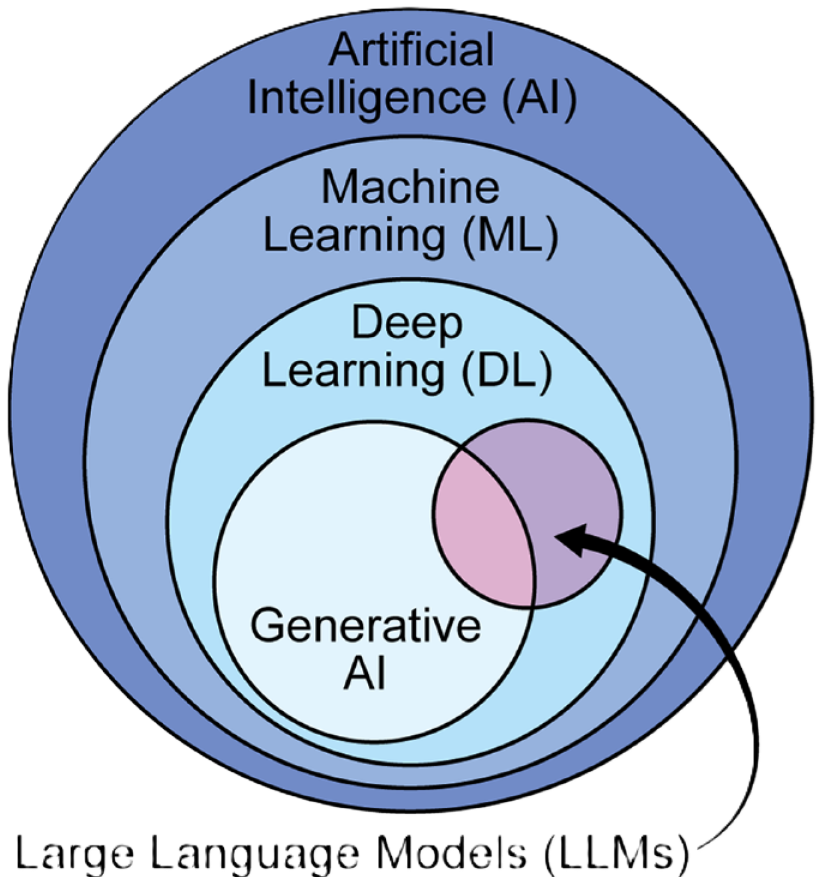 Artificial
Intelligence (AI)
Machine
Learning (ML)
Deep
Learning (DL)
Generative
AI
Large Language Models (LLMs)